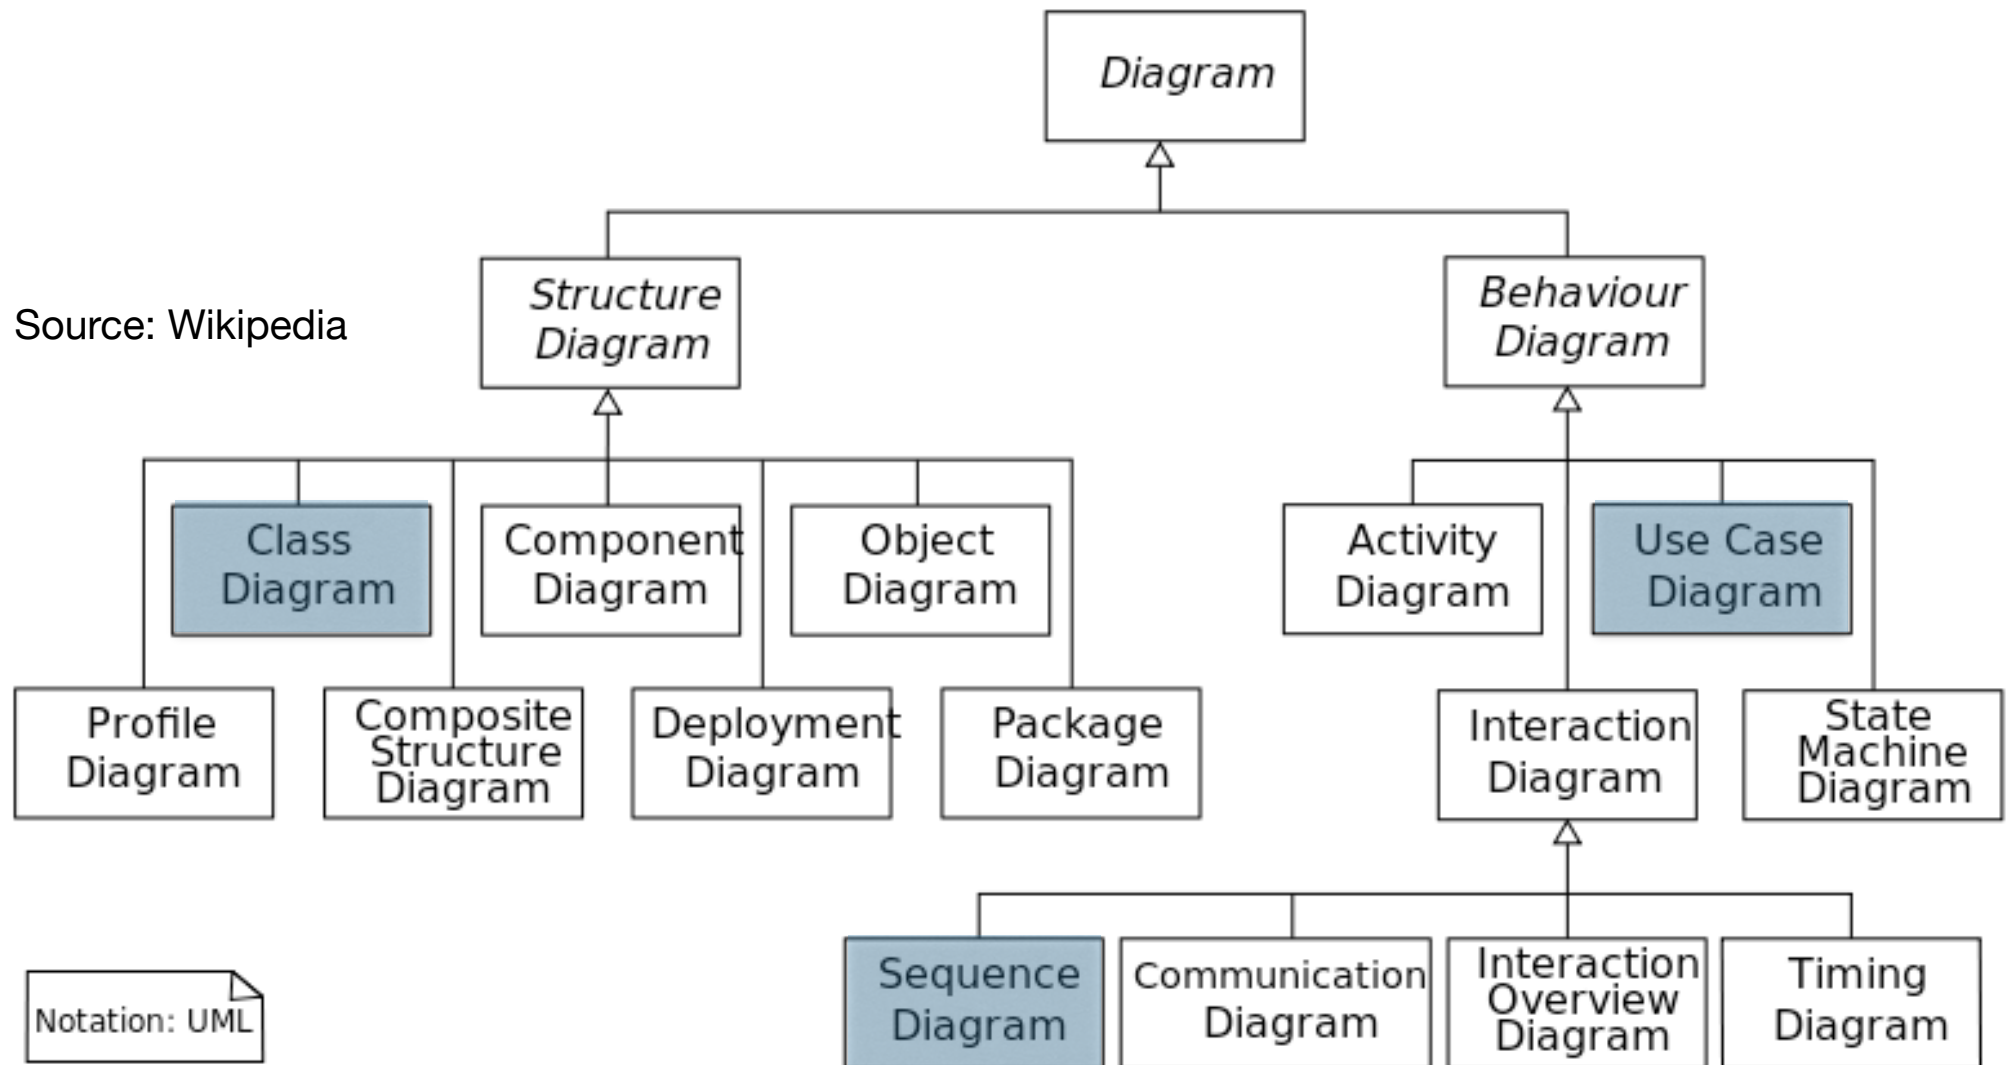 Diagram
Structure
Diagram
Behaviour
Diagram
Source: Wikipedia
Class
Diagram
Component
Diagram
Object
Diagram
Activity
Diagram
Use Case
Diagram
Profile
Diagram
Composite
Structure
Diagram
Deployment
Diagram
Package
Diagram
Interaction
Diagram
State
Machine
Diagram
Sequence
Diagram
Communication
Diagram
Interaction
Overview
Diagram
Timing
Diagram
Notation: UML